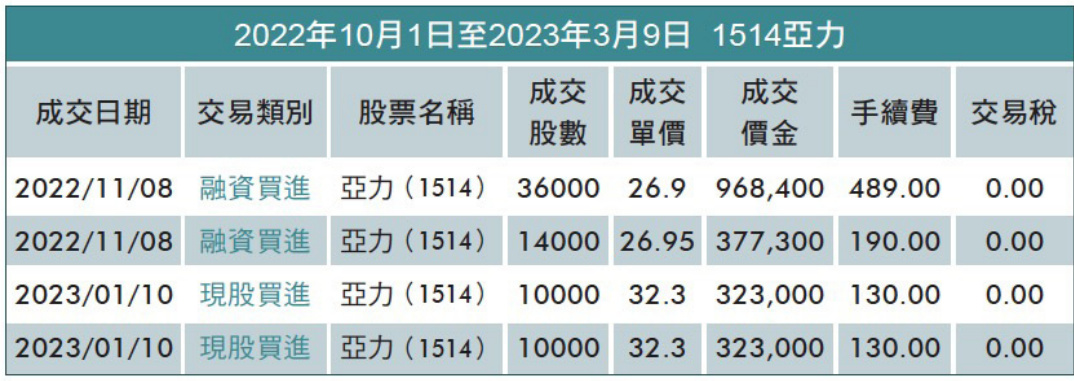 2022年10月1日至2023年3月9日 1514亞力
成交日期 交易類別 股票名稱 成交股數 成交單價 成交價金 手續費 交易稅
2022/11/08 融資買進 亞力（1514） 36000 26.9 968,400 489.00 0.00
2022/11/08 融資買進 亞力（1514） 14000 26.95 377,300 190.00 0.00
2023/01/10 現股買進 亞力（1514） 10000 32.3 323,000 130.00 0.00
2023/01/10 現股買進 亞力（1514） 10000 32.3 323,000 130.00 0.00